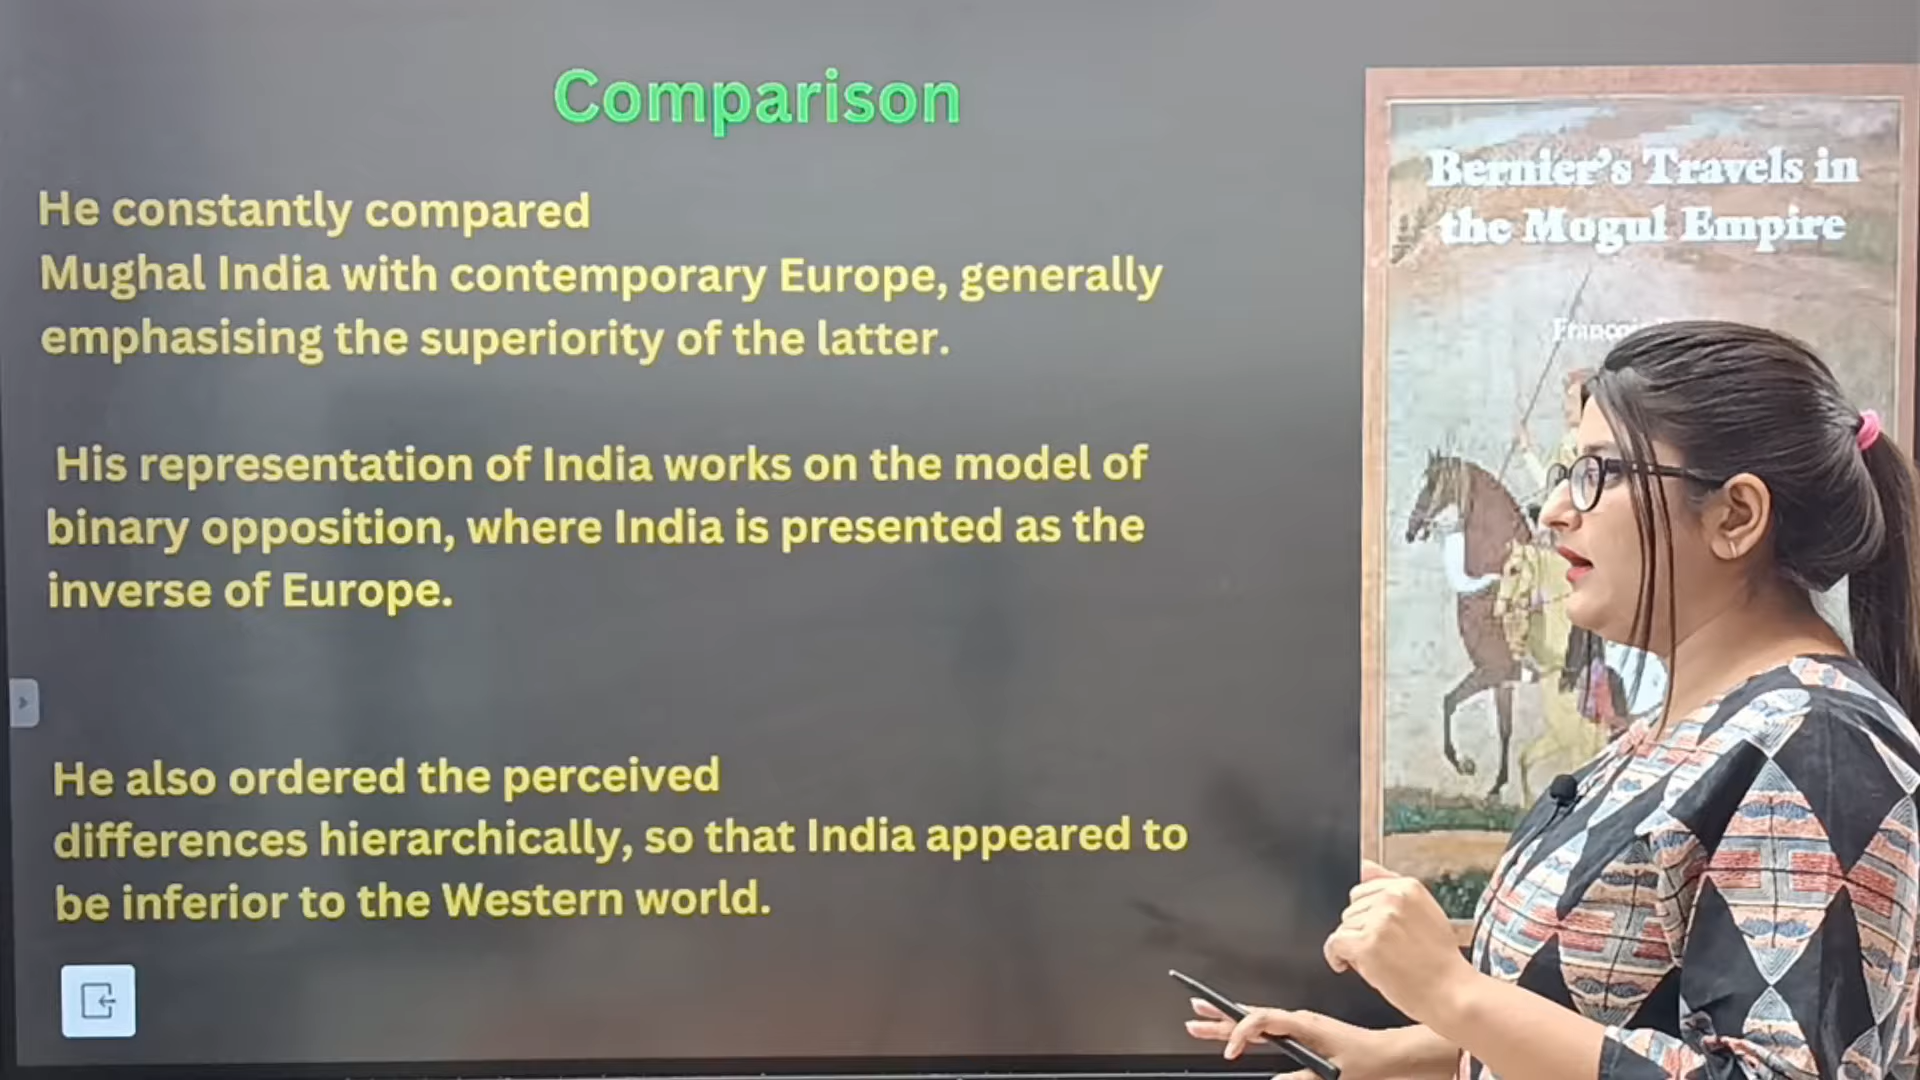 Comparison
He constantly compared
Mughal India with contemporary Europe, generally
emphasising the superiority of the latter.
His representation of India works on the model of
binary opposition, where India is presented as the
inverse of Europe.
He also ordered the perceived
differences hierarchically, so that India appeared to
be inferior to the Western world.
Bernier's Travels in
the Mogul Empire